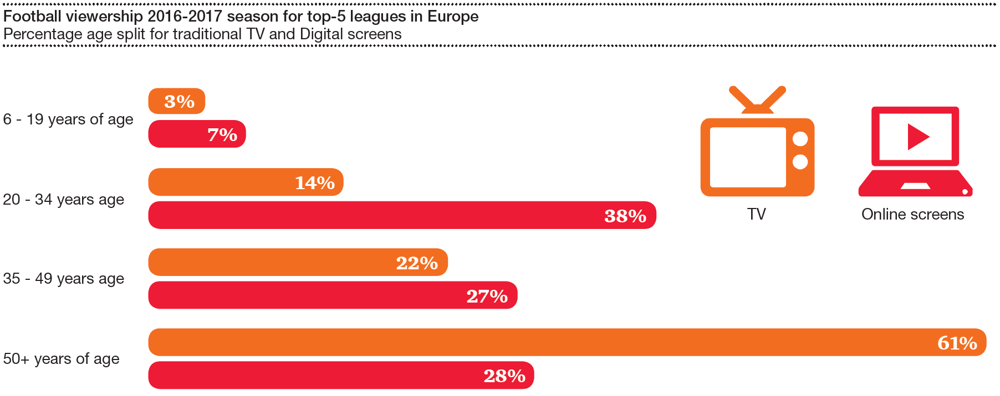 Football viewership 2016-2017 season for top-5 leagues in Europe
Percentage age split for traditional TV and Digital screens
6 - 19 years of age
3%
7%
20 - 34 years age
14%
38%
35 - 49 years age
22%
27%
50+ years of age
61%
28%
TV
Online screens